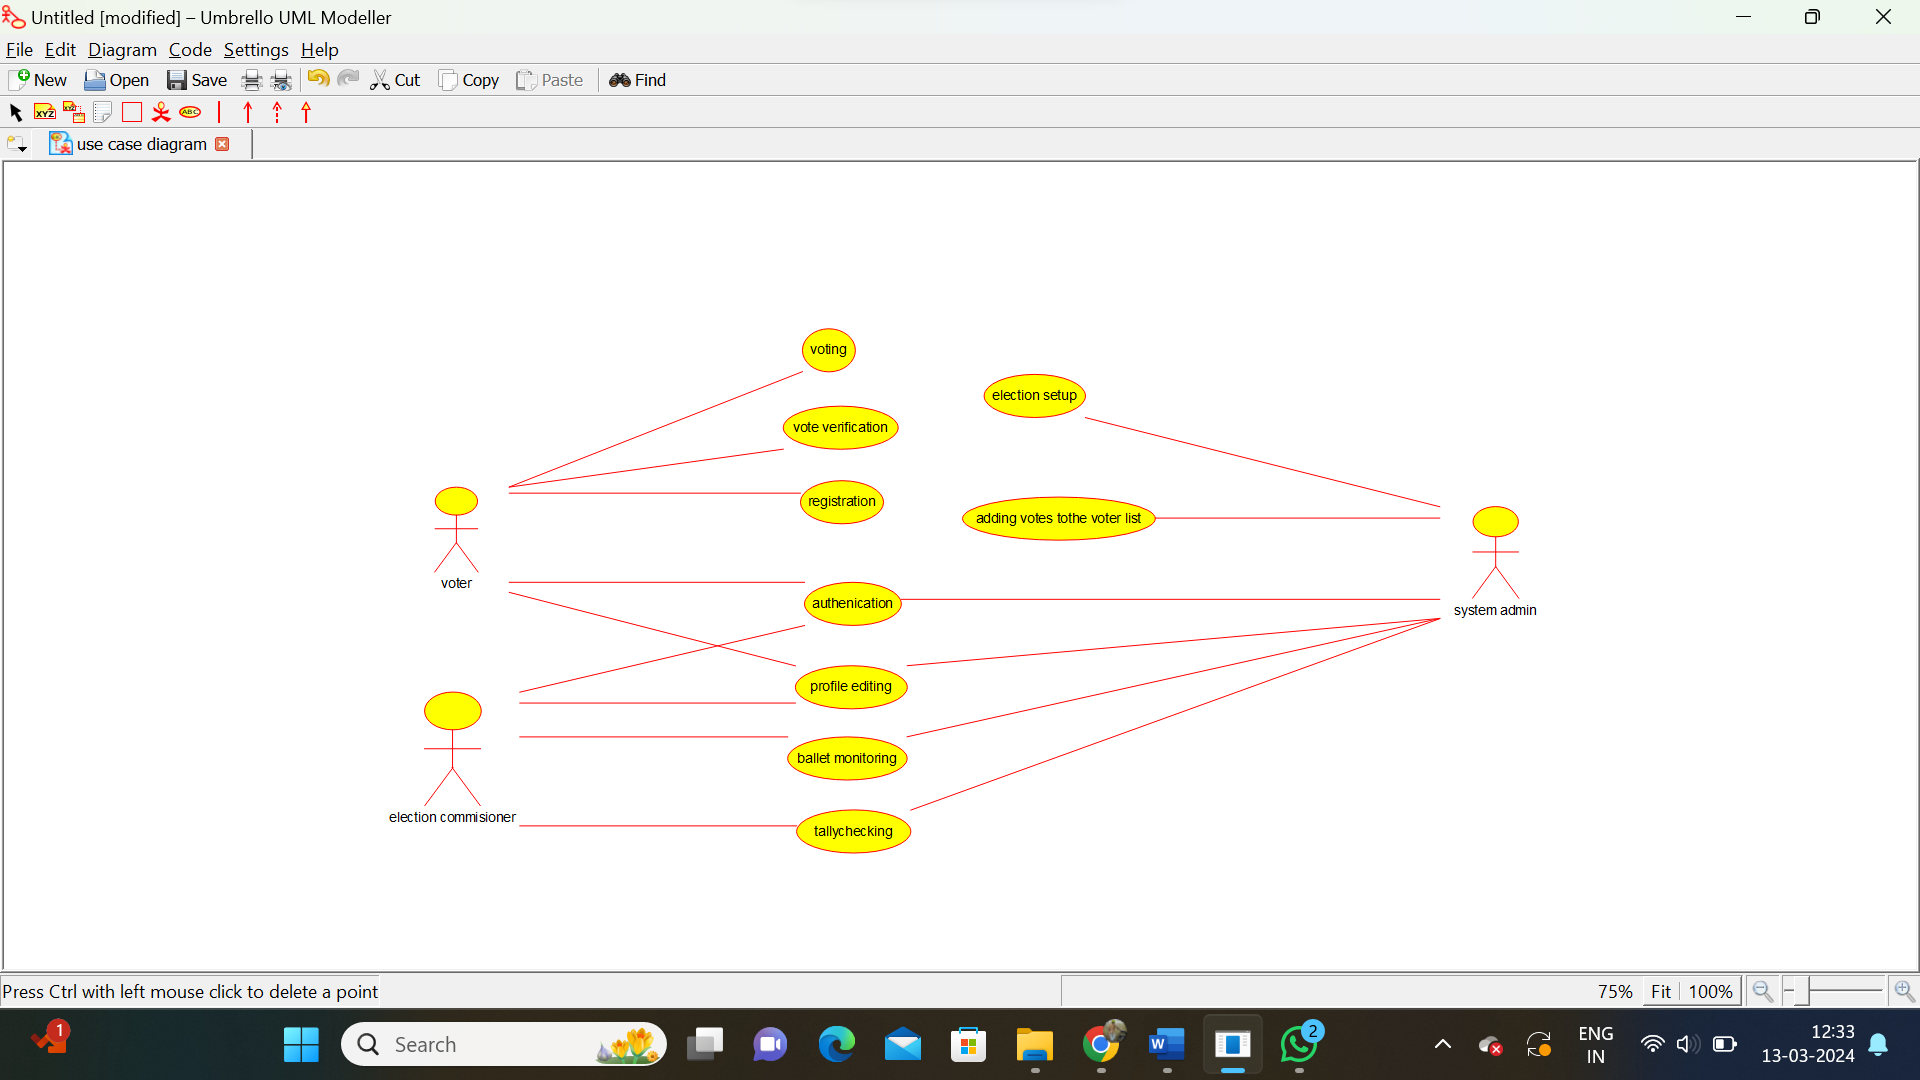 Untitled [modified] – Umbrello UML Modeller
File Edit Diagram Code Settings Help
New Open Save Cut Copy Paste Find
XYZ XYZ ABC
use case diagram
voting
election setup
vote verification
registration
adding votes tothe voter list
voter
authenication
system admin
profile editing
ballet monitoring
election commisioner
tallychecking
Press Ctrl with left mouse click to delete a point
75% Fit 100%
1
Search
W
2
ENG
IN
12:33
13-03-2024